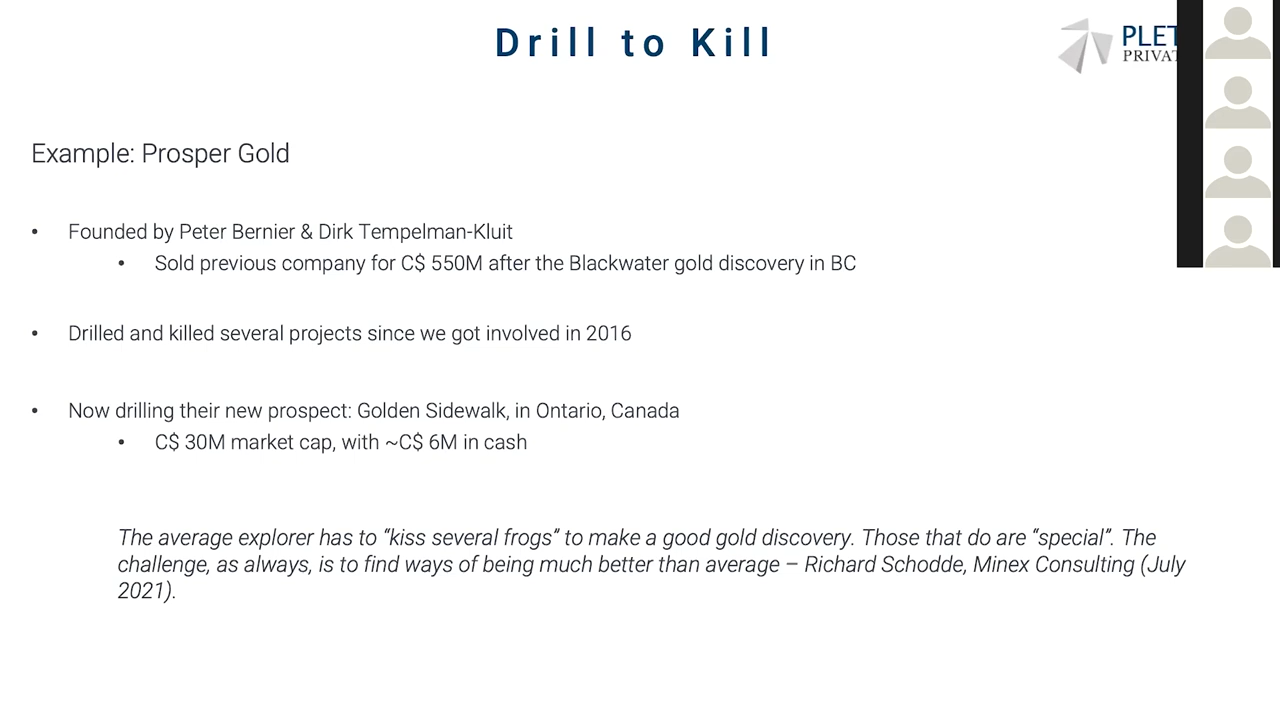 Drill to Kill
Example: Prosper Gold
• Founded by Peter Bernier & Dirk Tempelman-Kluit
• Sold previous company for C$ 550M after the Blackwater gold discovery in BC
• Drilled and killed several projects since we got involved in 2016
• Now drilling their new prospect: Golden Sidewalk, in Ontario, Canada
• C$ 30M market cap, with ~C$ 6M in cash
The average explorer has to “kiss several frogs” to make a good gold discovery. Those that do are “special”. The
challenge, as always, is to find ways of being much better than average – Richard Schodde, Minex Consulting (July
2021).